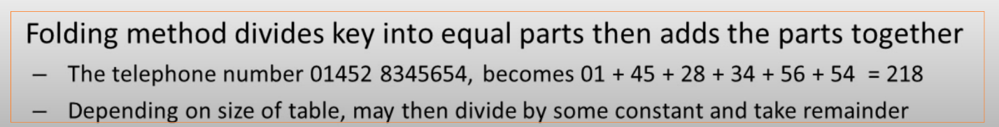 Folding method divides key into equal parts then adds the parts together
– The telephone number 01452 8345654, becomes 01 + 45 + 28 + 34 + 56 + 54 = 218
– Depending on size of table, may then divide by some constant and take remainder